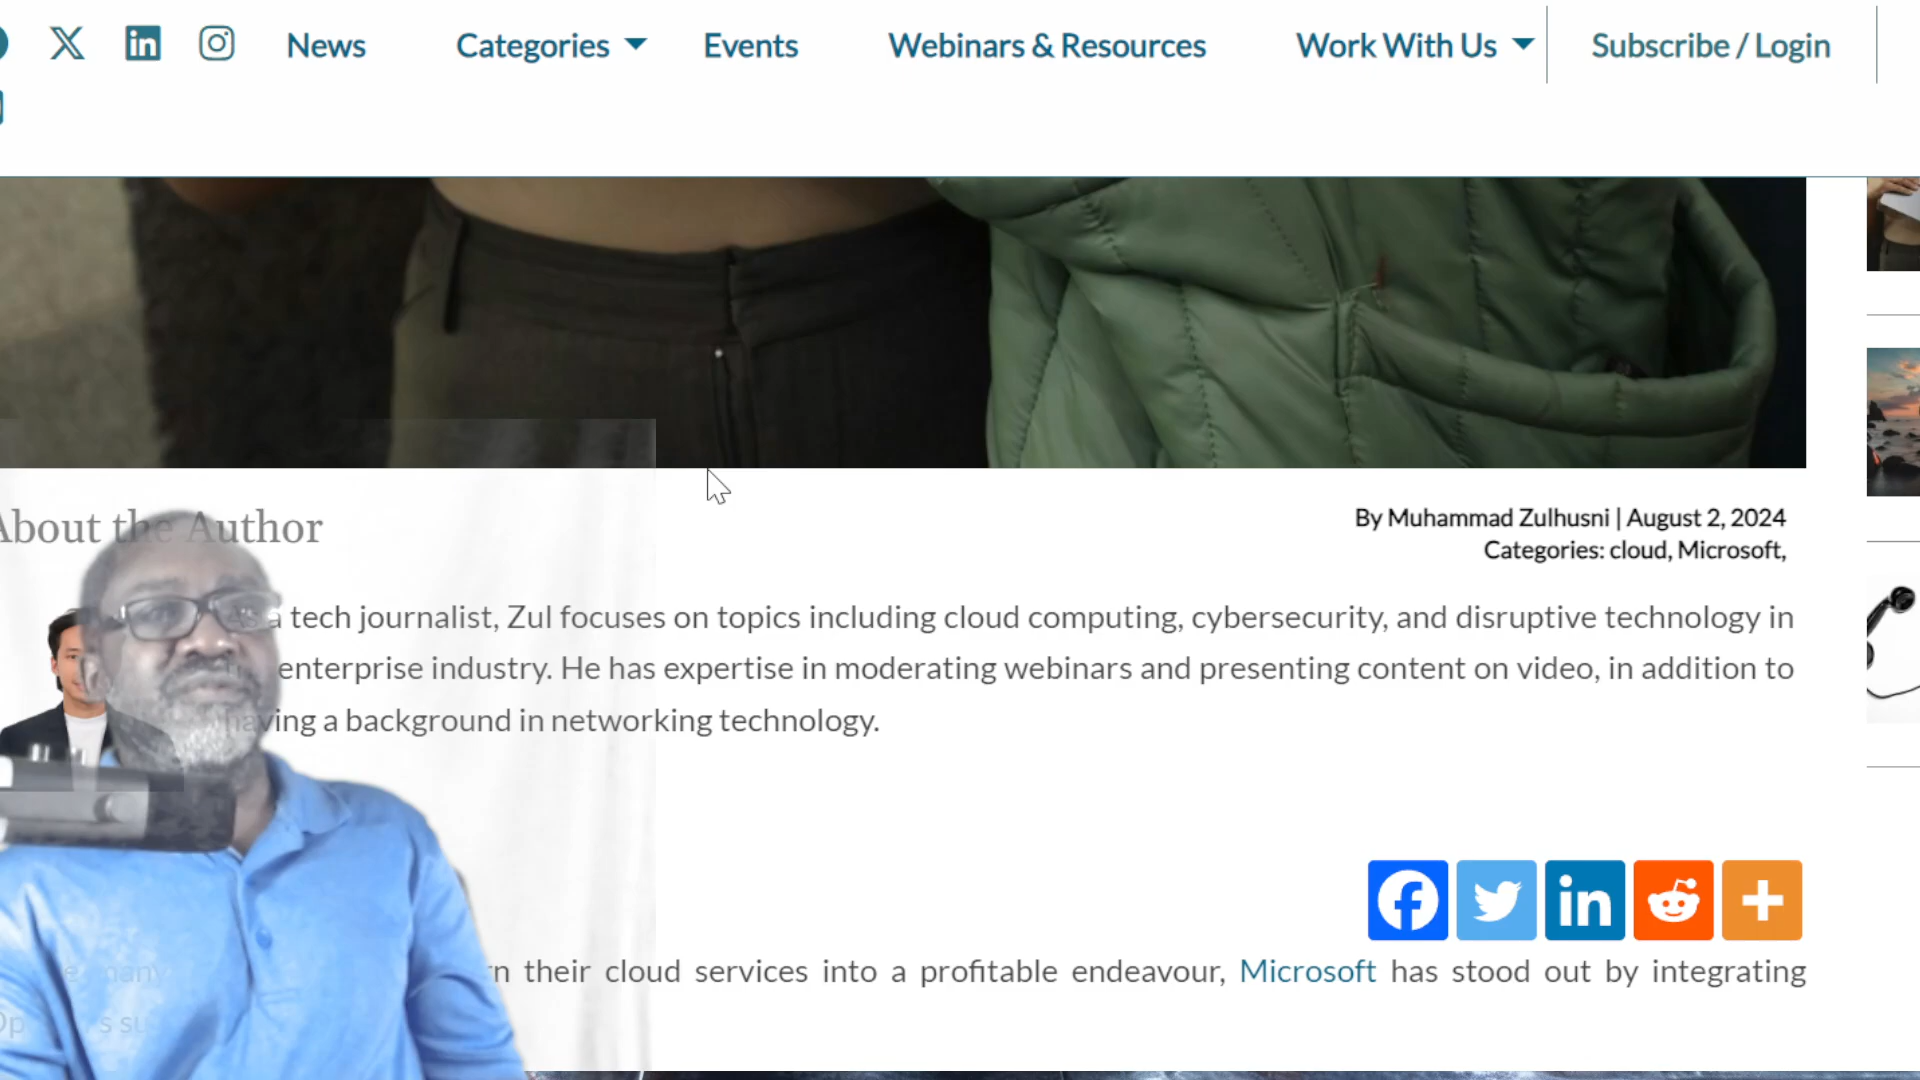 News Categories Events Webinars & Resources Work With Us Subscribe / Login
About the Author
By Muhammad Zulhusni | August 2, 2024
Categories: cloud, Microsoft,
As a tech journalist, Zul focuses on topics including cloud computing, cybersecurity, and disruptive technology in
enterprise industry. He has expertise in moderating webinars and presenting content on video, in addition to
having a background in networking technology.
their cloud services into a profitable endeavour, Microsoft has stood out by integrating